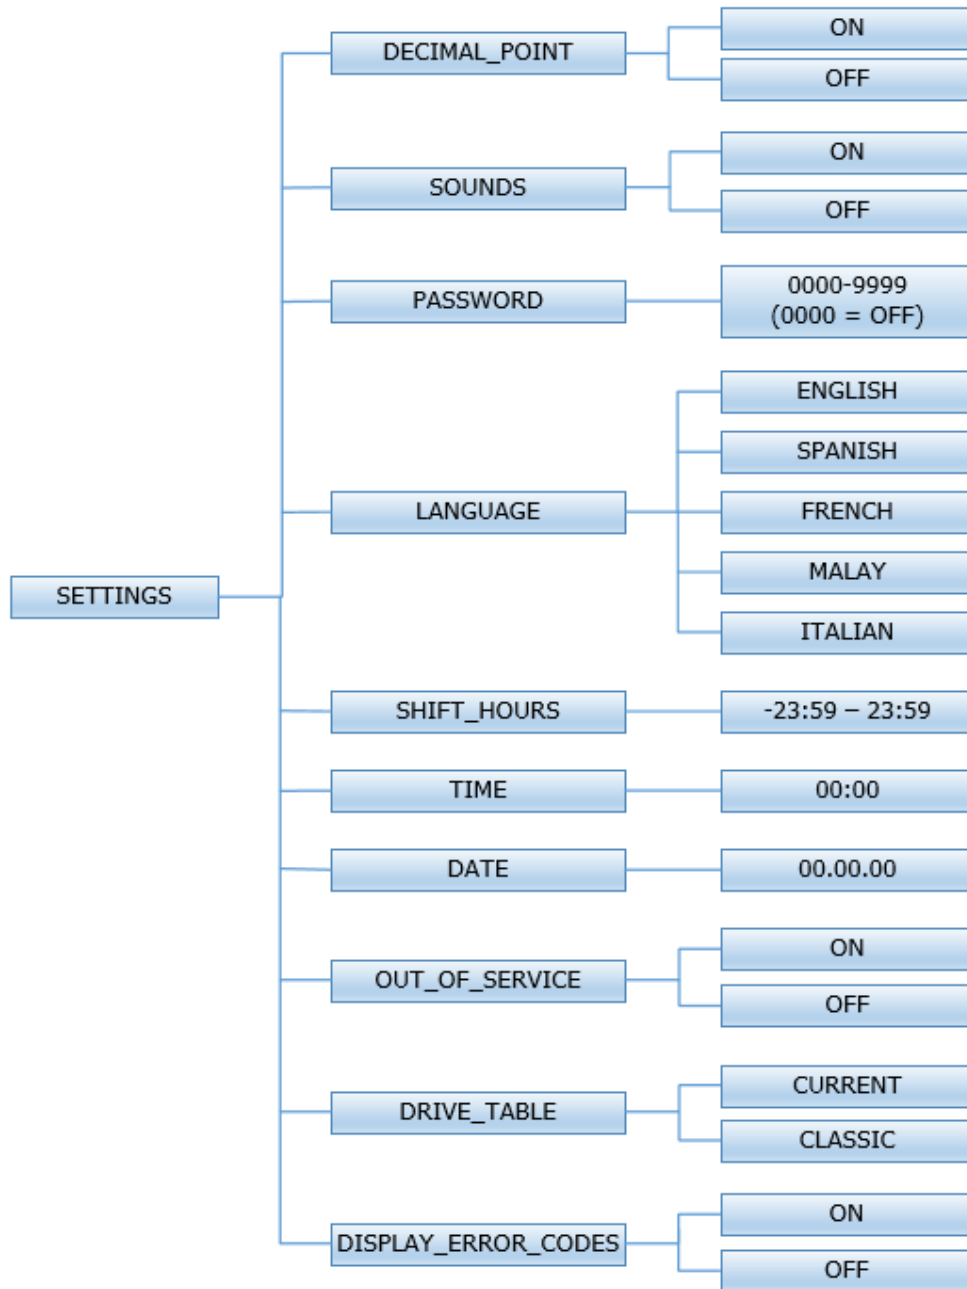 SETTINGS
DECIMAL_POINT
ON
OFF
SOUNDS
ON
OFF
PASSWORD
0000-9999
(0000 = OFF)
LANGUAGE
ENGLISH
SPANISH
FRENCH
MALAY
ITALIAN
SHIFT_HOURS
-23:59 – 23:59
TIME
00:00
DATE
00.00.00
OUT_OF_SERVICE
ON
OFF
DRIVE_TABLE
CURRENT
CLASSIC
DISPLAY_ERROR_CODES
ON
OFF